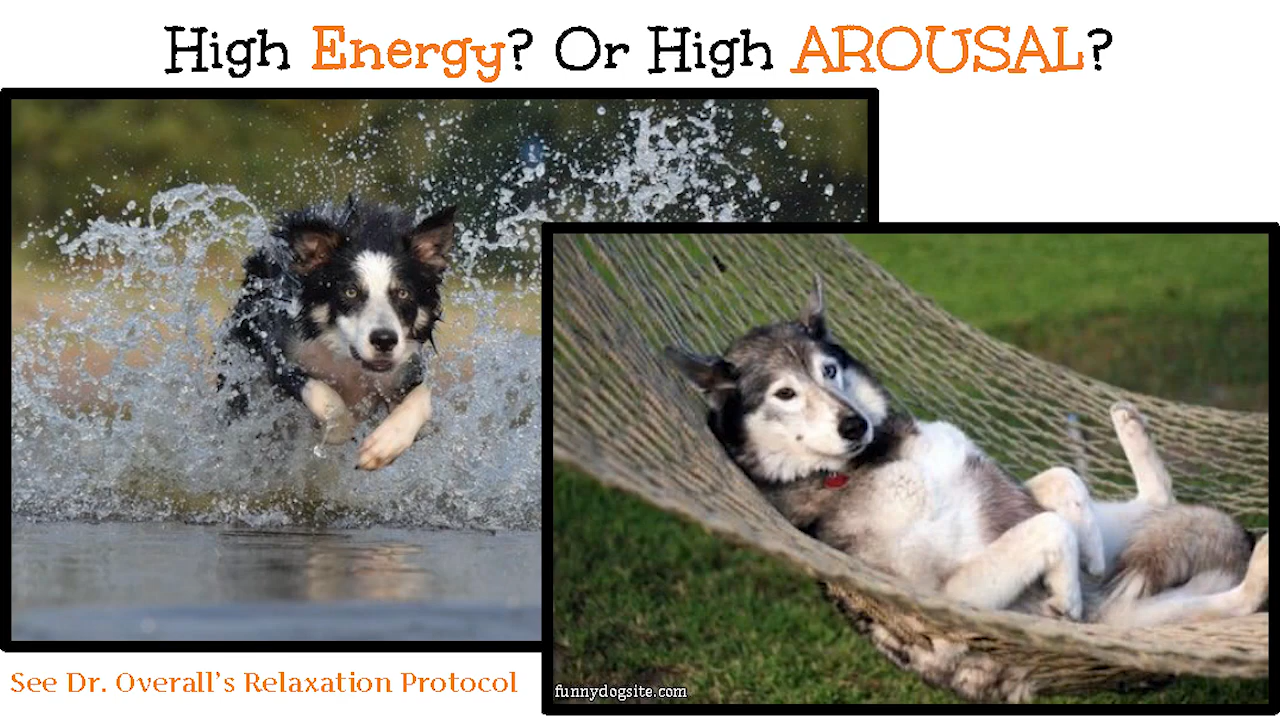 High Energy? Or High AROUSAL?
See Dr. Overall's Relaxation Protocol
funnydogsite.com